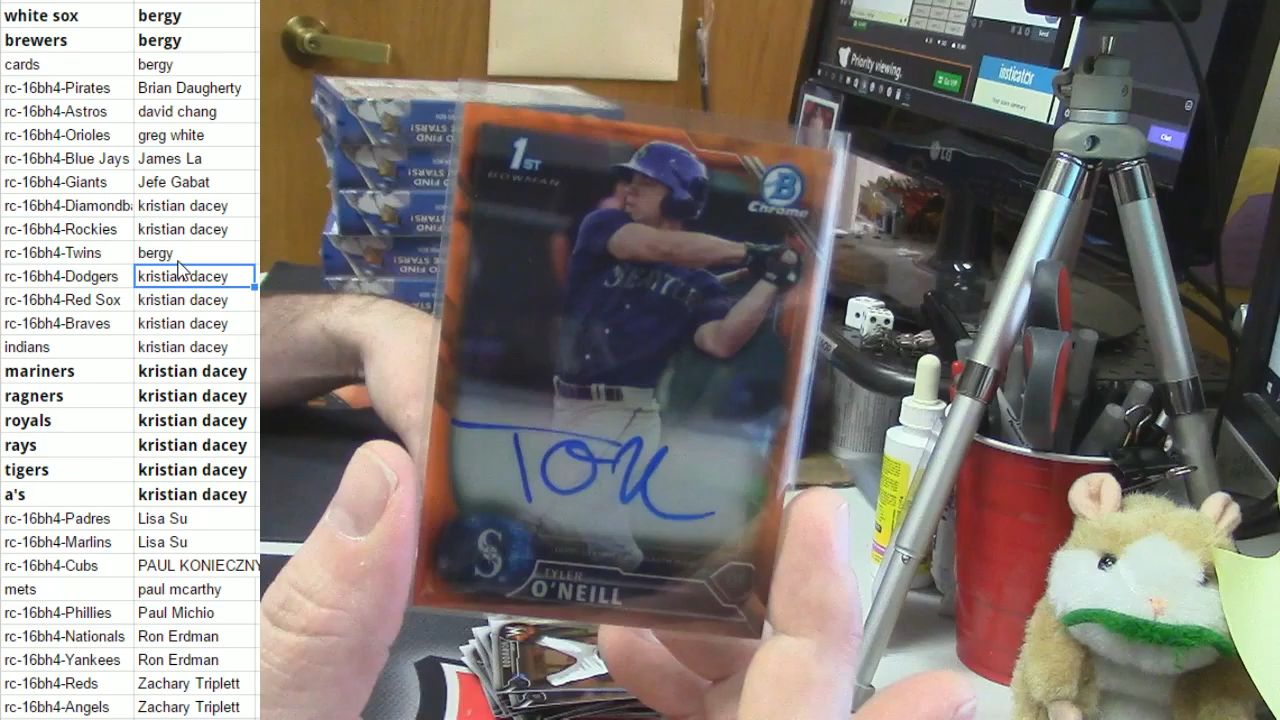 white sox bergy
brewers bergy
cards bergy
rc-16bh4-Pirates Brian Daugherty
rc-16bh4-Astros david chang
rc-16bh4-Orioles greg white
rc-16bh4-Blue Jays James La
rc-16bh4-Giants Jefe Gabat
rc-16bh4-Diamondba kristian dacey
rc-16bh4-Rockies kristian dacey
rc-16bh4-Twins bergy
rc-16bh4-Dodgers kristian dacey
rc-16bh4-Red Sox kristian dacey
rc-16bh4-Braves kristian dacey
indians kristian dacey
mariners kristian dacey
ragners kristian dacey
royals kristian dacey
rays kristian dacey
tigers kristian dacey
a's kristian dacey
rc-16bh4-Padres Lisa Su
rc-16bh4-Marlins Lisa Su
rc-16bh4-Cubs PAUL KONIECZNY
mets paul mcarthy
rc-16bh4-Phillies Paul Michio
rc-16bh4-Nationals Ron Erdman
rc-16bh4-Yankees Ron Erdman
rc-16bh4-Reds Zachary Triplett
rc-16bh4-Angels Zachary Triplett
1ST
BOWMAN
B
Chrome
SEATTLE
S
TYLER
O'NEILL
TO FIND
STARS!
Priority viewing.
insticator
LG
Chat